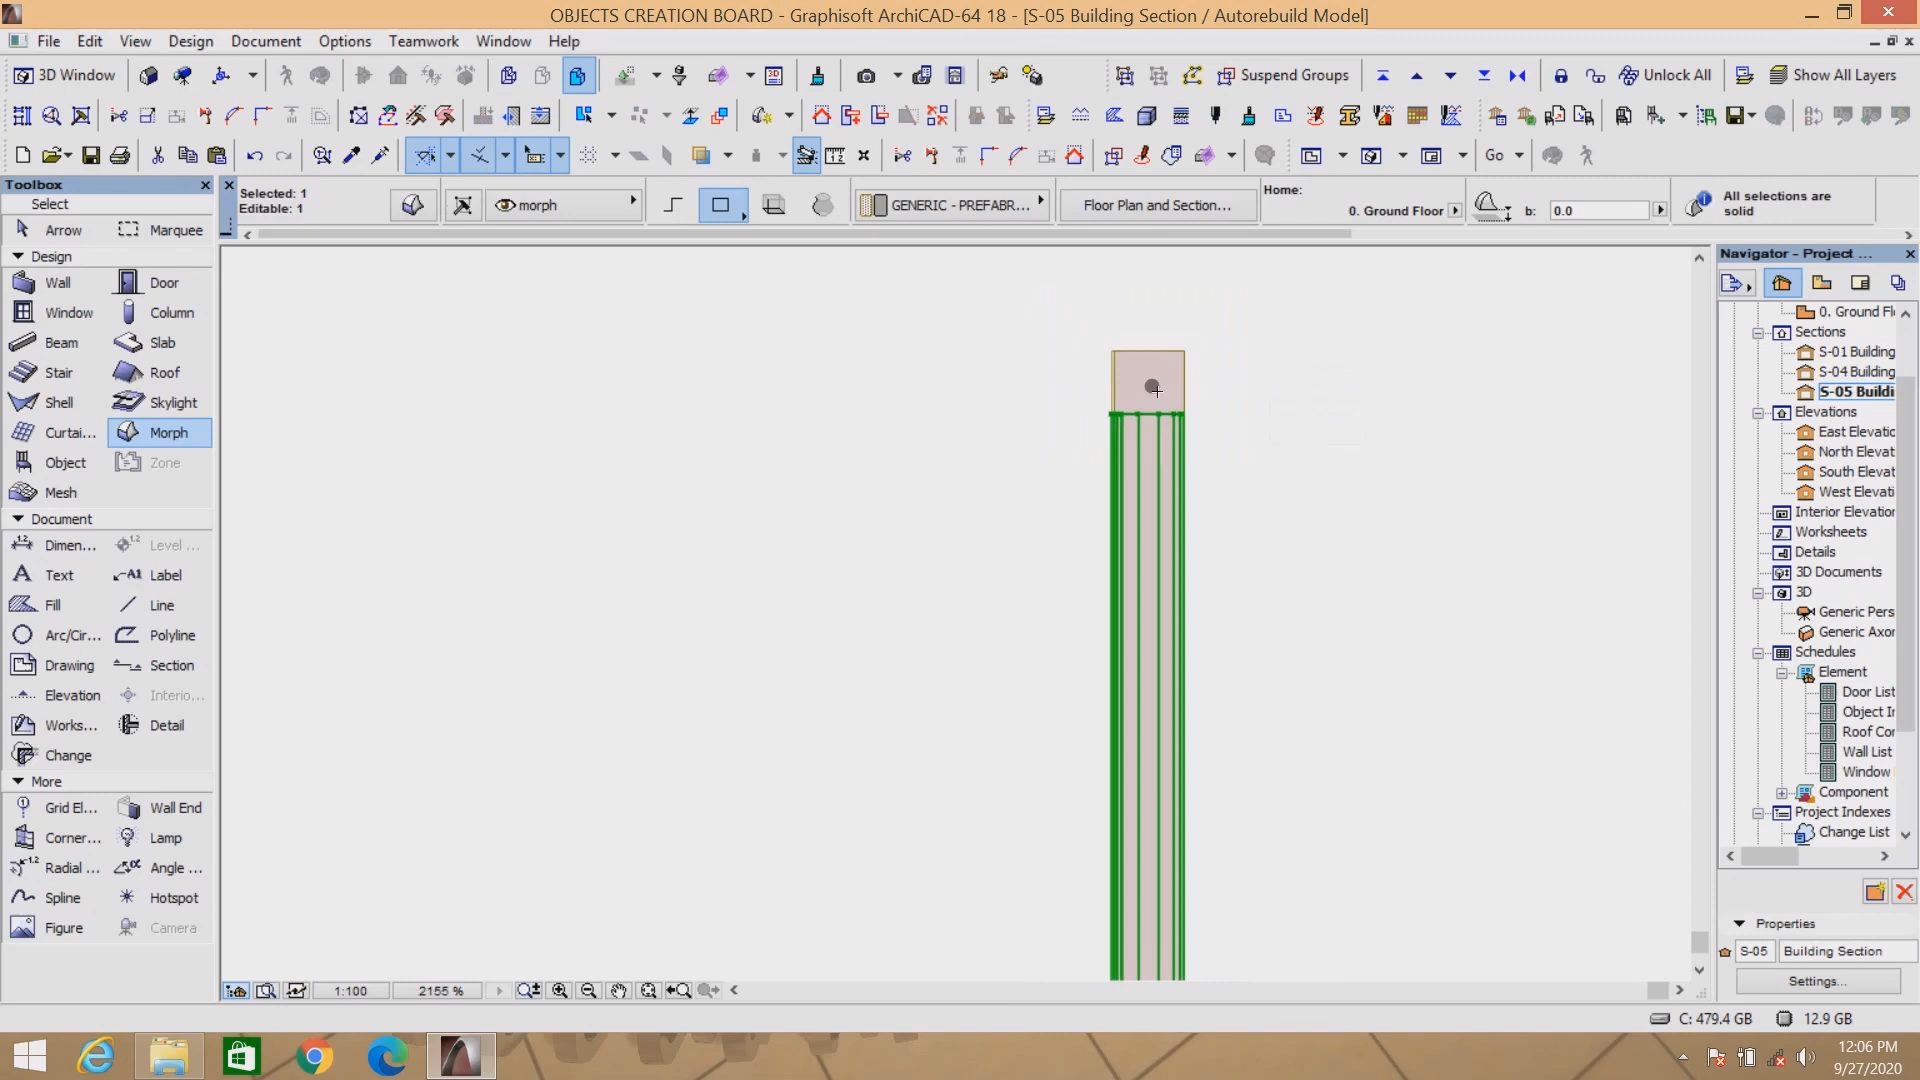 OBJECTS CREATION BOARD - Graphisoft ArchiCAD-64 18 - [S-05 Building Section / Autorebuild Model]
File Edit View Design Document Options Teamwork Window Help
3D Window Suspend Groups Unlock All Show All Layers
Go
Toolbox
Select
Arrow Marquee
Design
Wall Door
Window Column
Beam Slab
Stair Roof
Shell Skylight
Curtai... Morph
Object Zone
Mesh
Document
Dimen... Level ...
Text Label
Fill Line
Arc/Cir... Polyline
Drawing Section
Elevation Interio...
Works... Detail
Change
More
Grid El... Wall End
Corner... Lamp
Radial ... Angle ...
Spline Hotspot
Figure Camera
Selected: 1
Editable: 1
morph
GENERIC - PREFABR...
Floor Plan and Section...
Home:
0. Ground Floor
b: 0.0
All selections are
solid
Navigator - Project ...
0. Ground Fl
Sections
S-01 Building
S-04 Building
S-05 Buildi
Elevations
East Elevatio
North Elevat
South Elevat
West Elevati
Interior Elevation
Worksheets
Details
3D Documents
3D
Generic Pers
Generic Axor
Schedules
Element
Door List
Object Ir
Roof Cor
Wall List
Window
Component
Project Indexes
Change List
Properties
S-05 Building Section
Settings...
1:100 2155 %
C: 479.4 GB 12.9 GB
12:06 PM
9/27/2020